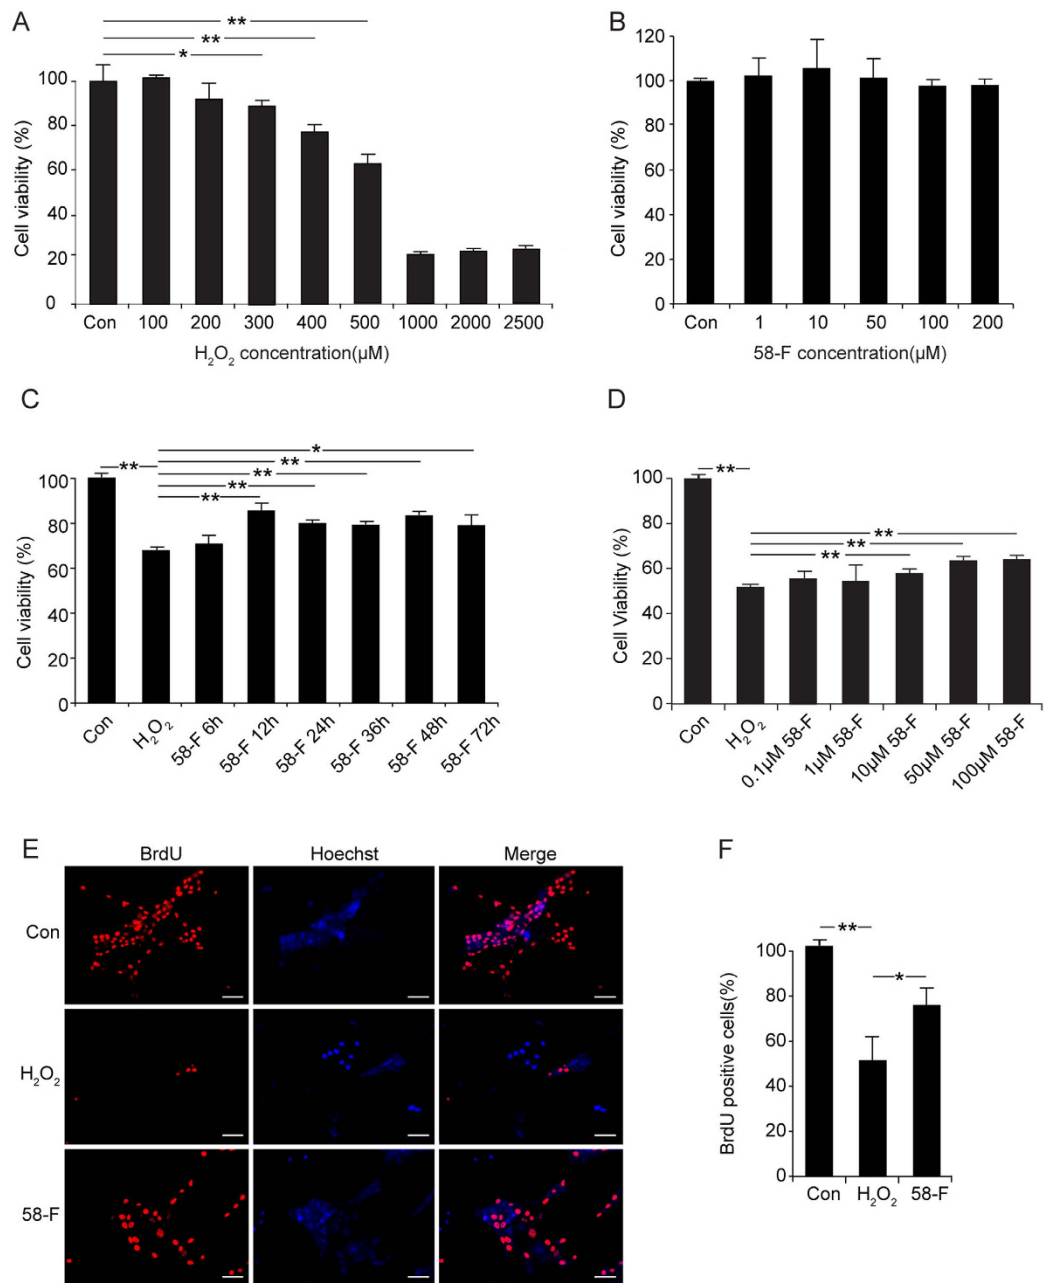 A
**
**
*
100
80
60
40
20
0
Cell viability (%)
Con 100 200 300 400 500 1000 2000 2500
H₂O₂ concentration(µM)
B
120
100
80
60
40
20
0
Cell viability (%)
Con 1 10 50 100 200
58-F concentration(µM)
C
*
**
**
**
**
**
100
80
60
40
20
0
Cell viability (%)
Con H₂O₂ 58-F 6h 58-F 12h 58-F 24h 58-F 36h 58-F 48h 58-F 72h
D
**
**
**
**
100
80
60
40
20
0
Cell Viability (%)
Con H₂O₂ 0.1µM 58-F 1µM 58-F 10µM 58-F 50µM 58-F 100µM 58-F
E
BrdU Hoechst Merge
Con
H₂O₂
58-F
F
**
*
100
80
60
40
20
0
BrdU positive cells(%)
Con H₂O₂ 58-F